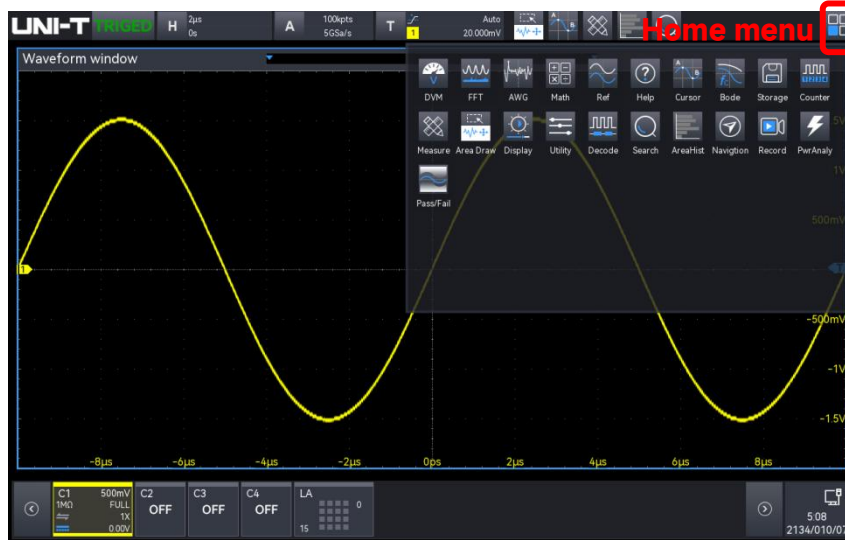 UNI-T TRIGED H 2µs 0s A 100kpts 5GSa/s T 1 Auto 20.000mV Home menu
Waveform window
DVM FFT AWG Math Ref Help Cursor Bode Storage Counter
Measure Area Draw Display Utility Decode Search AreaHist Navigtion Record PwrAnaly
Pass/Fail
1V
500mV
1
-500mV
-1V
-1.5V
-8µs -6µs -4µs -2µs 0ps 2µs 4µs 6µs 8µs
C1 500mV C2 C3 C4 LA
1MΩ FULL OFF OFF OFF 0
1X
0.00V 15
5:08
2134/010/07